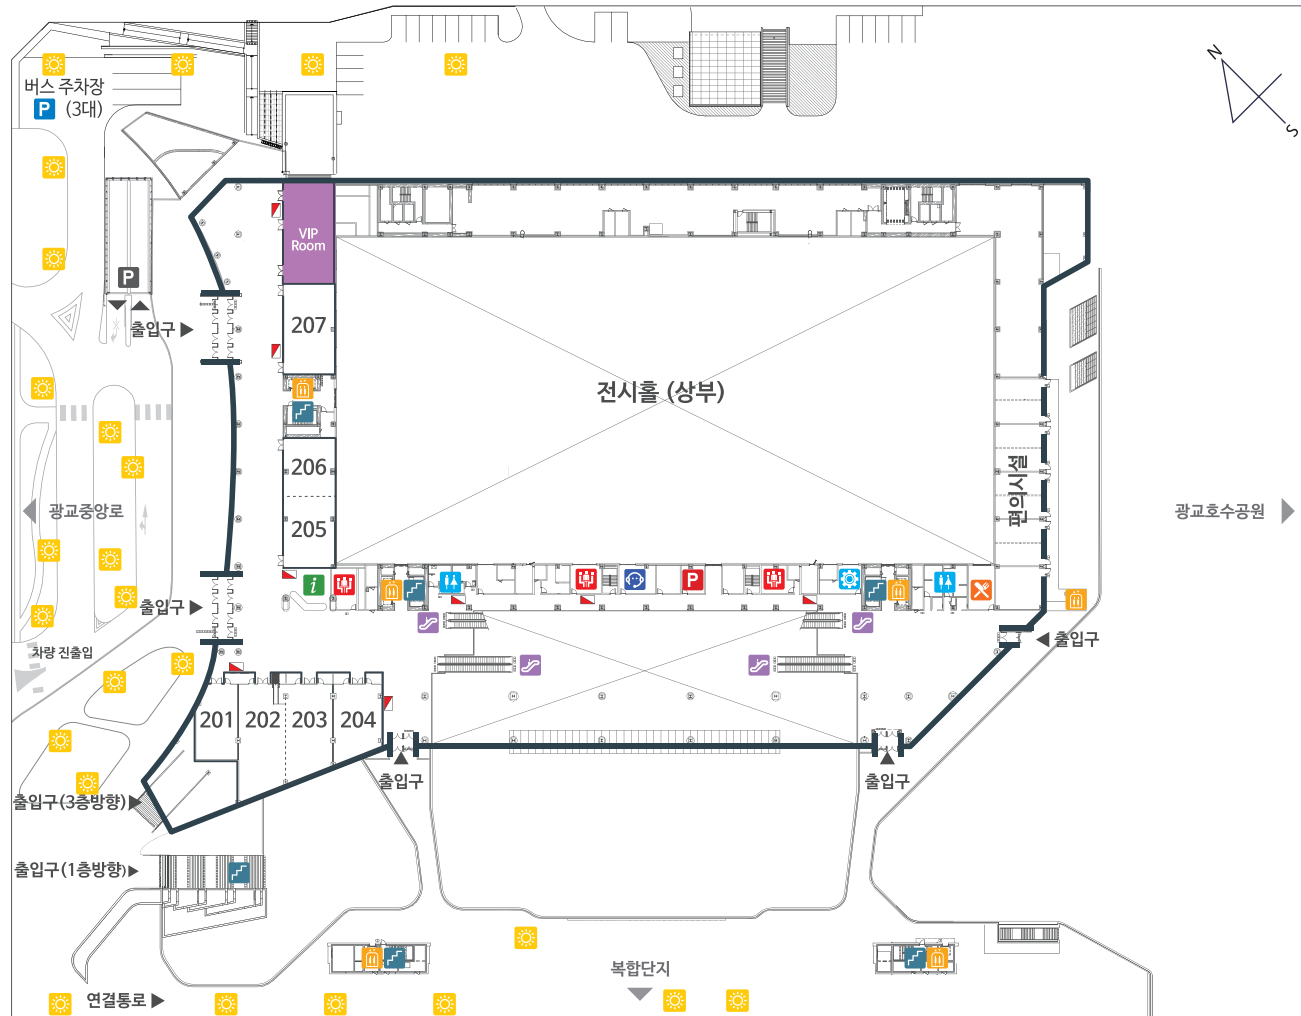 N
S
버스 주차장
P (3대)
VIP
Room
P
출입구
207
전시홀 (상부)
206
205
편의시설
광교중앙로
광교호수공원
i
P
출입구
출입구
차량 진출입
201
202
203
204
출입구
출입구
출입구(3층방향)
출입구(1층방향)
복합단지
연결통로